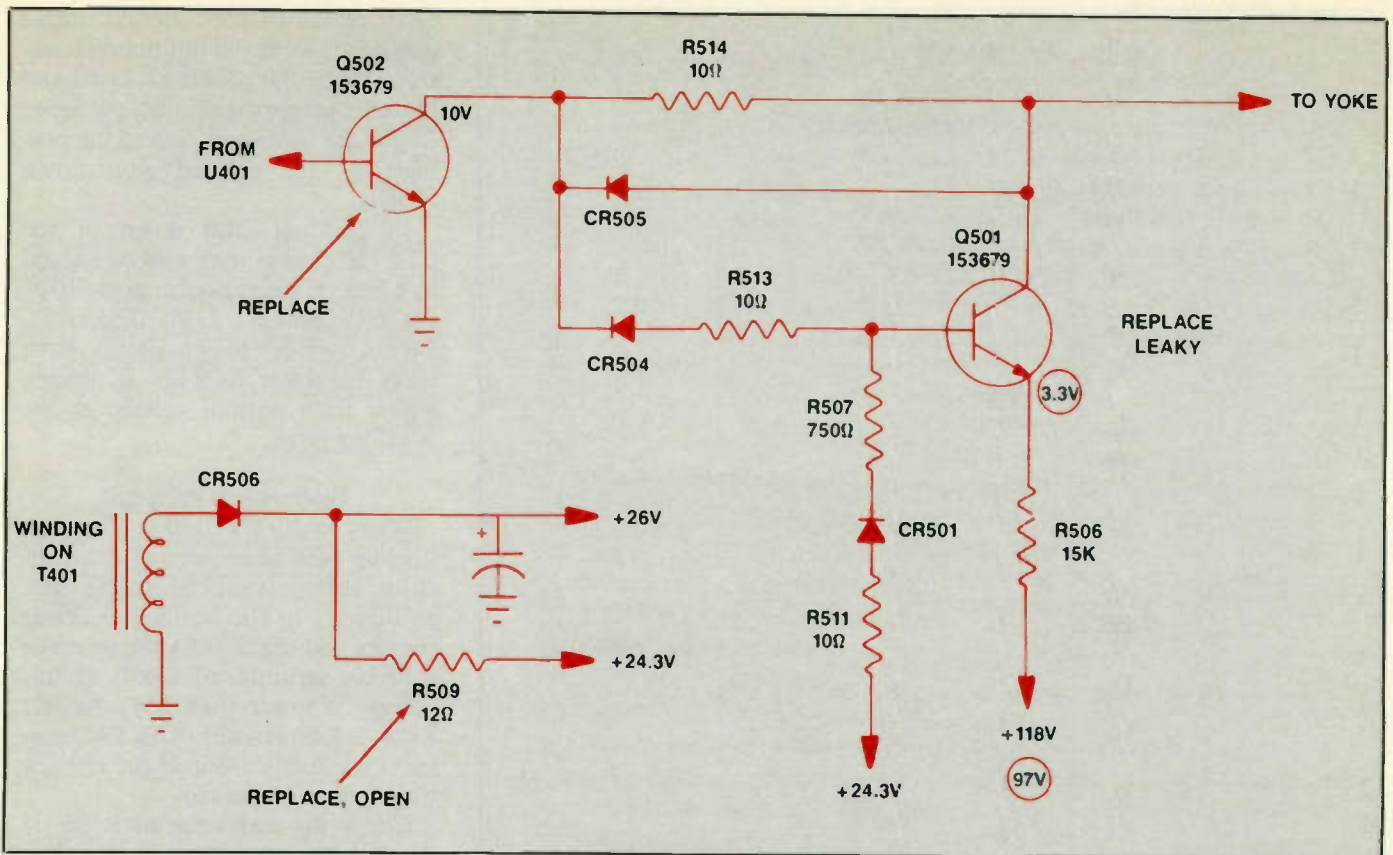 Q502
153679
10V
FROM
U401
REPLACE
R514
10Ω
TO YOKE
CR505
Q501
153679
R513
10Ω
CR504
REPLACE
LEAKY
3.3V
R507
750Ω
CR506
WINDING
ON
T401
+26V
+
CR501
R506
15K
R511
10Ω
R509
12Ω
+24.3V
+118V
97V
+24.3V
REPLACE, OPEN